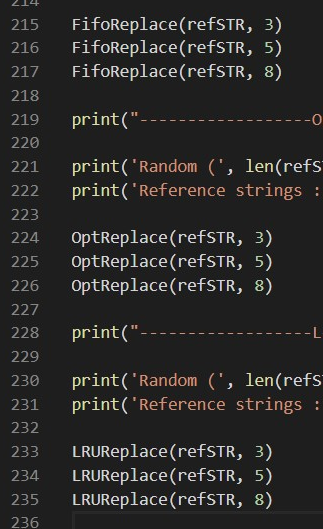 214
215 FifoReplace(refSTR, 3)
216 FifoReplace(refSTR, 5)
217 FifoReplace(refSTR, 8)
218
219 print("------------------O
220
221 print('Random (', len(refST
222 print('Reference strings :
223
224 OptReplace(refSTR, 3)
225 OptReplace(refSTR, 5)
226 OptReplace(refSTR, 8)
227
228 print("------------------L
229
230 print('Random (', len(refST
231 print('Reference strings :
232
233 LRUReplace(refSTR, 3)
234 LRUReplace(refSTR, 5)
235 LRUReplace(refSTR, 8)
236